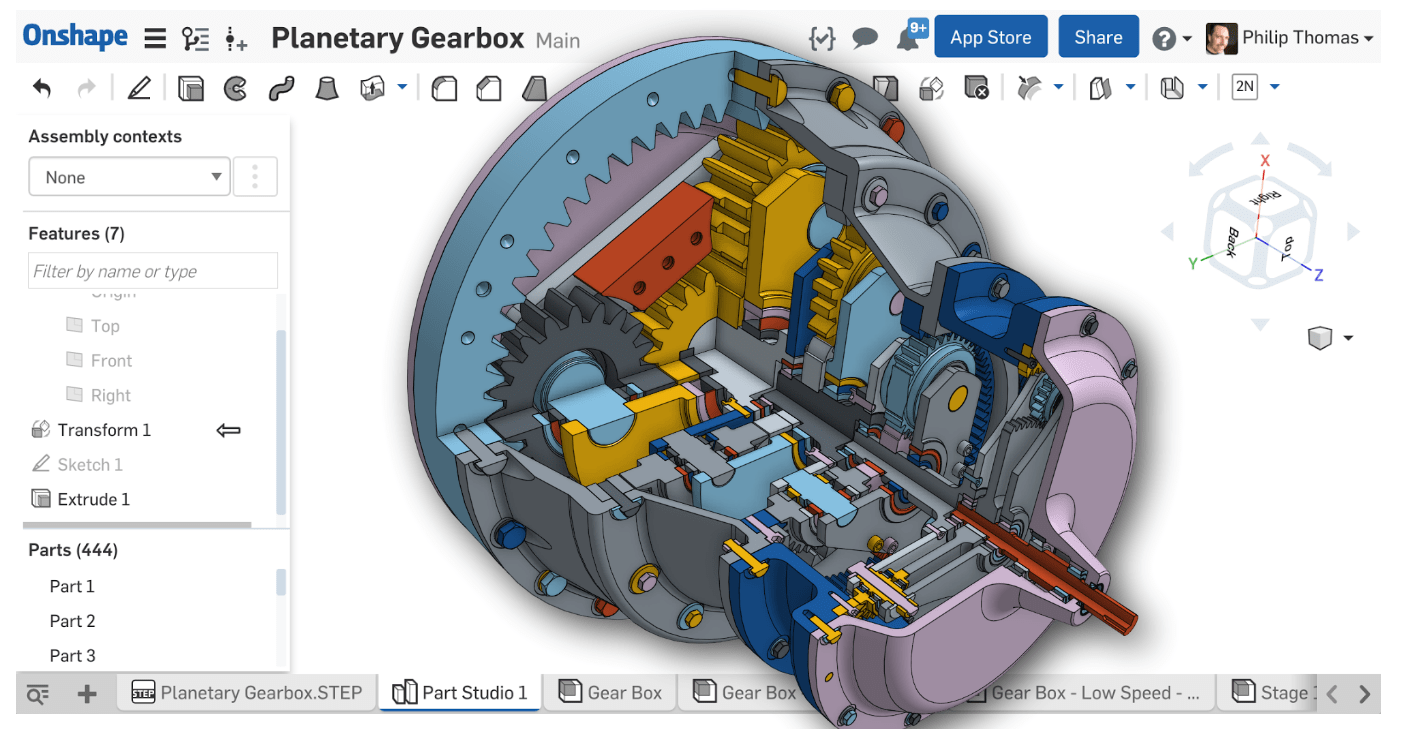 Onshape Planetary Gearbox Main 9+ App Store Share Philip Thomas
2N
Assembly contexts
None
Features (7)
Filter by name or type
Origin
Top
Front
Right
Transform 1
Sketch 1
Extrude 1
Parts (444)
Part 1
Part 2
Part 3
X
Right
Back
Top
Y
Z
STEP Planetary Gearbox.STEP Part Studio 1 Gear Box Gear Box Gear Box - Low Speed - ... Stage